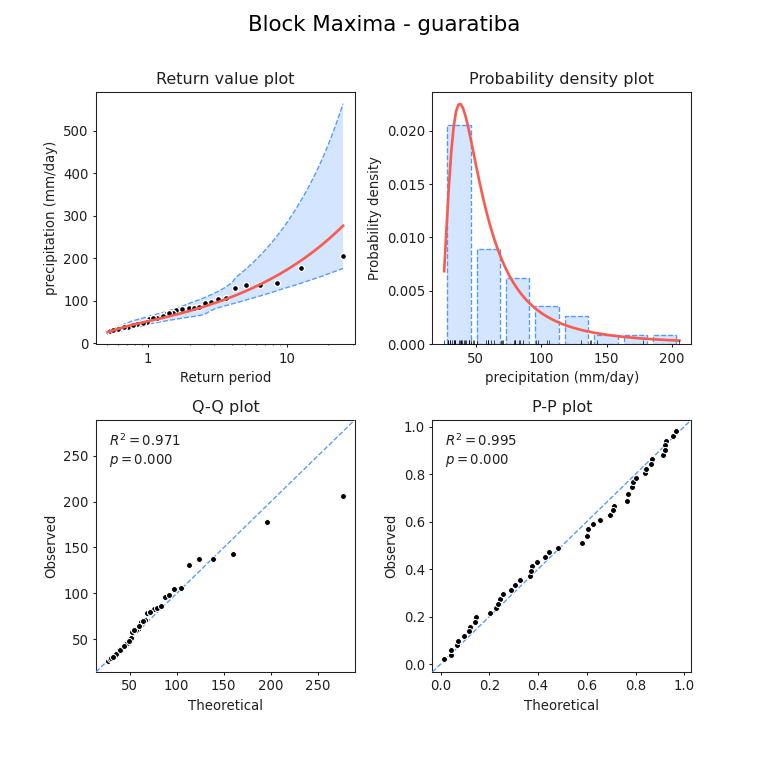 Block Maxima - guaratiba
Return value plot
precipitation (mm/day)
500
400
300
200
100
0
1
10
Return period
Probability density plot
Probability density
0.020
0.015
0.010
0.005
0.000
50
100
150
200
precipitation (mm/day)
Q-Q plot
R² = 0.971
p = 0.000
Observed
250
200
150
100
50
50
100
150
200
250
Theoretical
P-P plot
R² = 0.995
p = 0.000
Observed
1.0
0.8
0.6
0.4
0.2
0.0
0.0
0.2
0.4
0.6
0.8
1.0
Theoretical